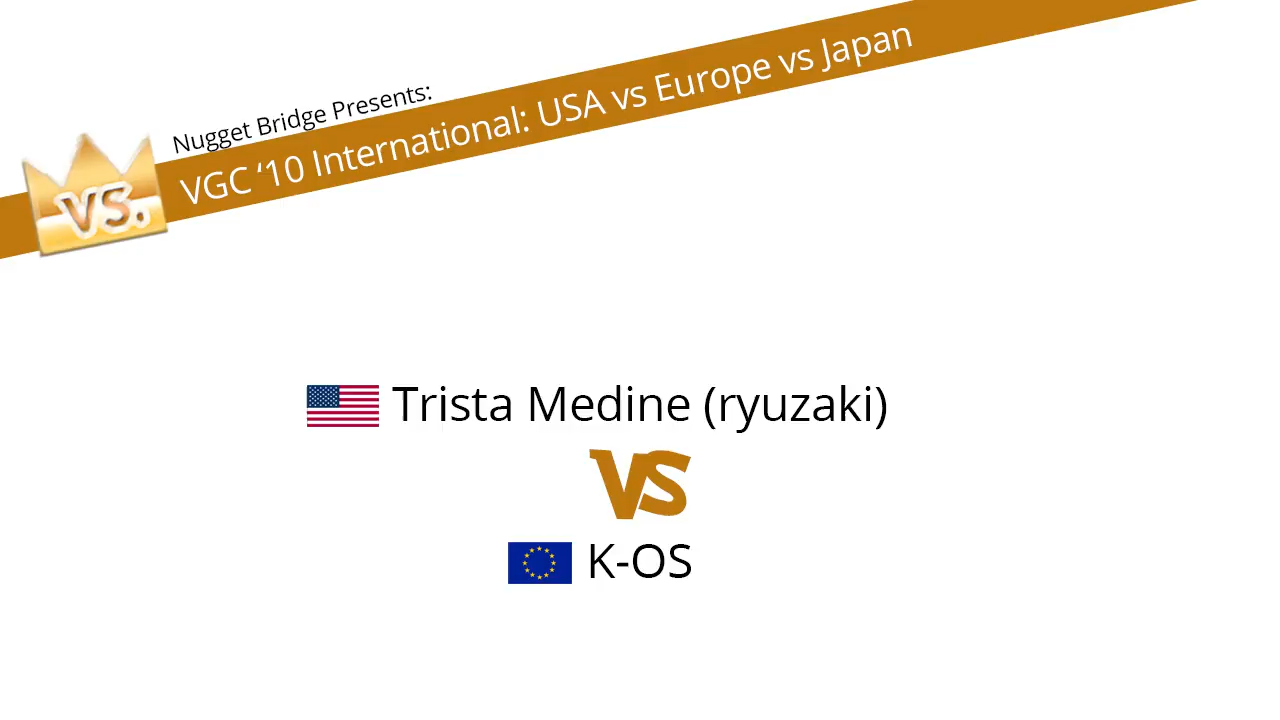 Nugget Bridge Presents:
VGC ‘10 International: USA vs Europe vs Japan
vs.
Trista Medine (ryuzaki)
vs
K-OS